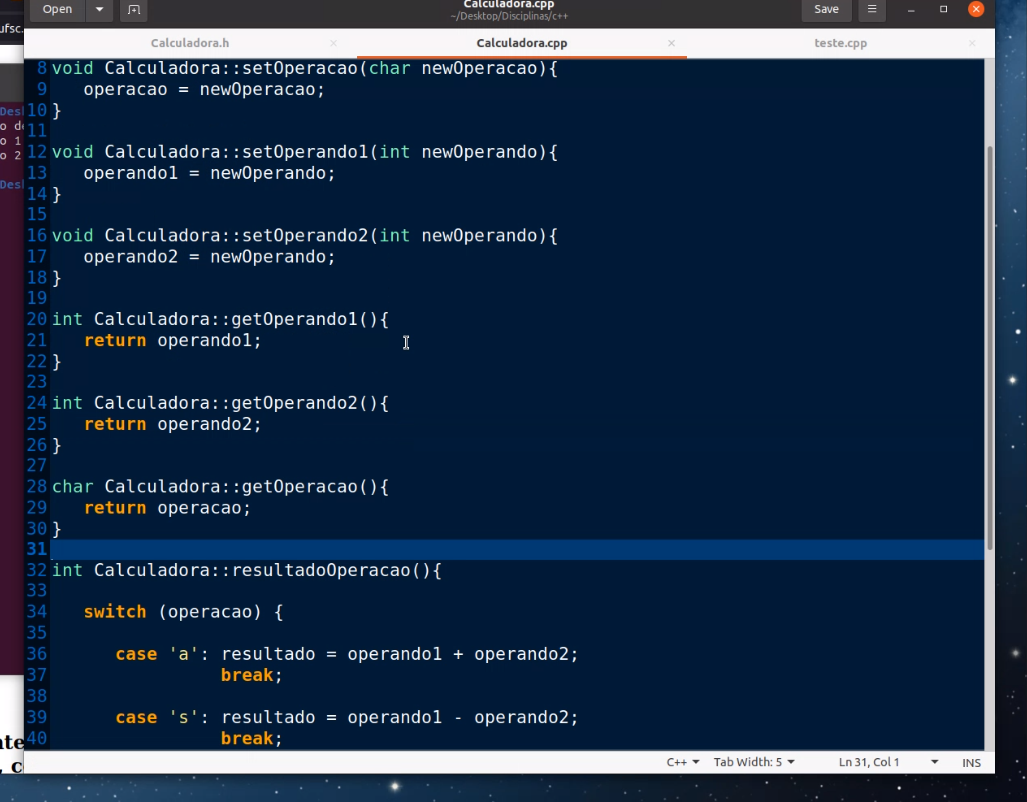 Open
Calculadora.cpp
~/Desktop/Disciplinas/c++
Save
ufsc.
Calculadora.h
Calculadora.cpp
teste.cpp
8 void Calculadora::setOperacao(char newOperacao){
9 operacao = newOperacao;
10 }
11
12 void Calculadora::setOperando1(int newOperando){
13 operando1 = newOperando;
14 }
15
16 void Calculadora::setOperando2(int newOperando){
17 operando2 = newOperando;
18 }
19
20 int Calculadora::getOperando1(){
21 return operando1;
22 }
23
24 int Calculadora::getOperando2(){
25 return operando2;
26 }
27
28 char Calculadora::getOperacao(){
29 return operacao;
30 }
31
32 int Calculadora::resultadoOperacao(){
33
34 switch (operacao) {
35
36 case 'a': resultado = operando1 + operando2;
37 break;
38
39 case 's': resultado = operando1 - operando2;
40 break;
C++ Tab Width: 5 Ln 31, Col 1 INS